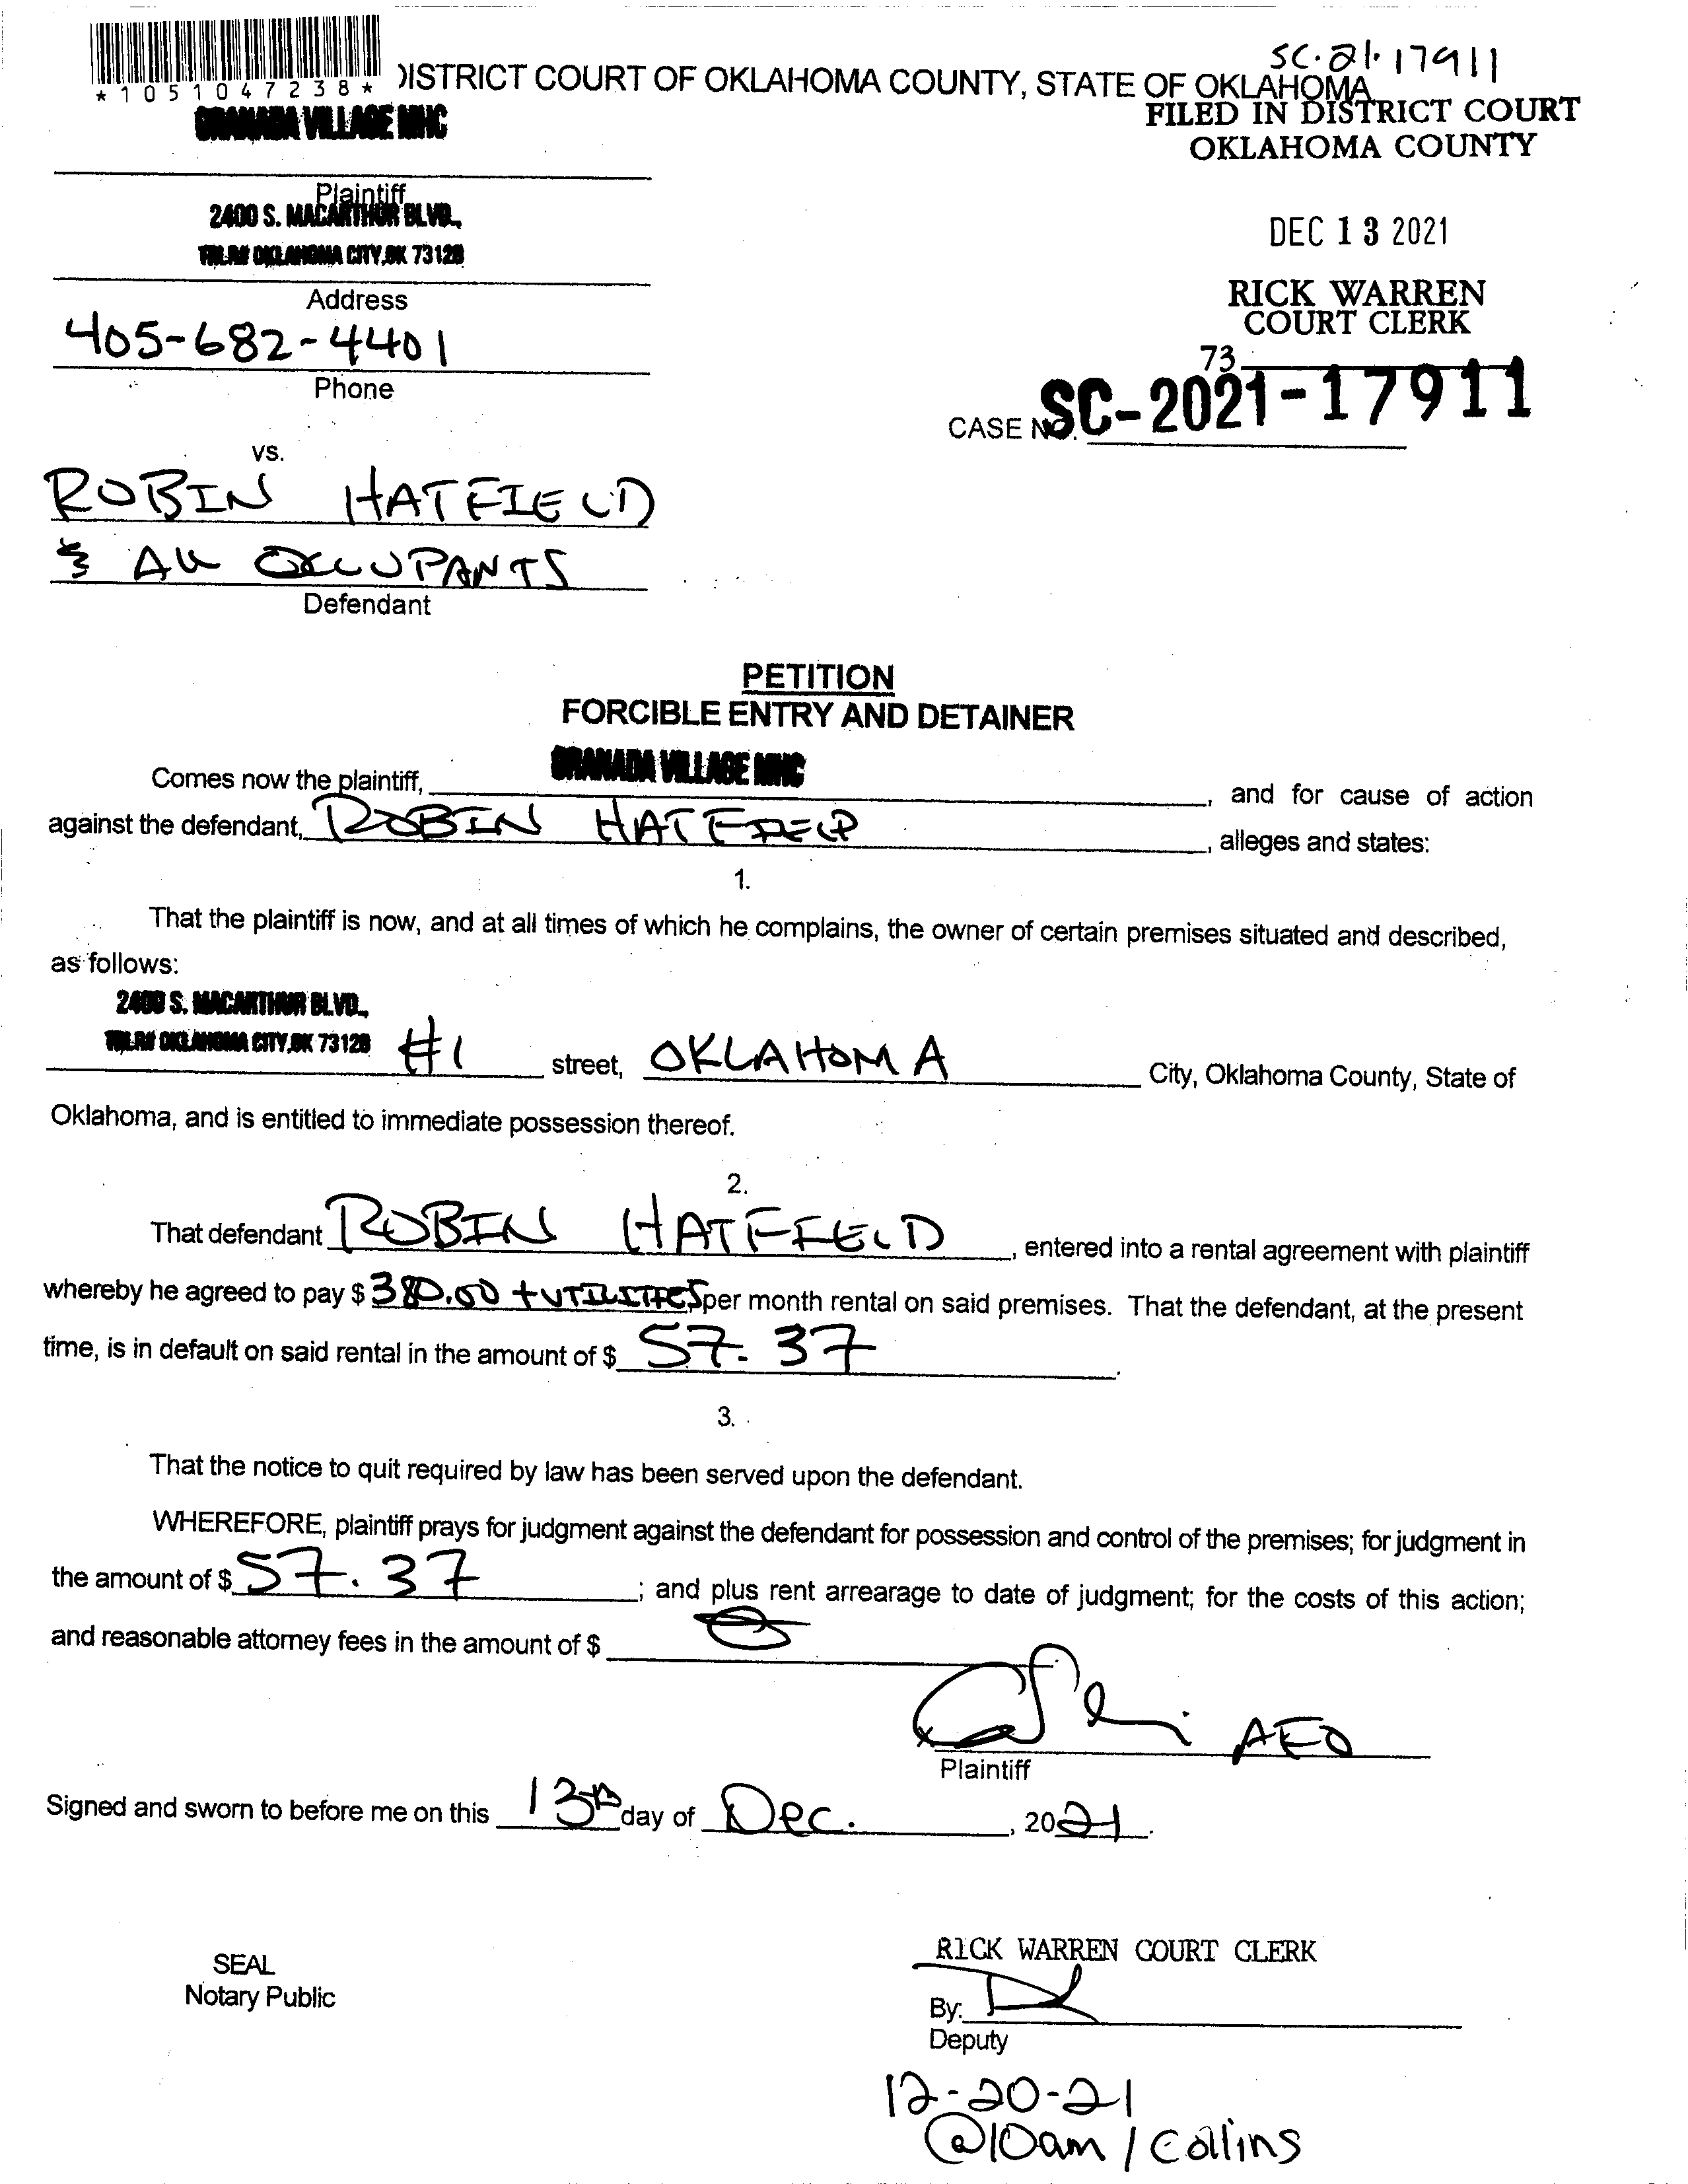 SC.21.17911
*1051047238*
DISTRICT COURT OF OKLAHOMA COUNTY, STATE OF OKLAHOMA
FILED IN DISTRICT COURT
OKLAHOMA COUNTY
GRANADA VILLAGE MHC
Plaintiff
2400 S. MACARTHUR BLVD.,
OKLAHOMA CITY, OK 73128
Address
405-682-4401
Phone
DEC 13 2021
RICK WARREN
COURT CLERK
73
CASE NO. SC-2021-17911
vs.
ROBIN HATFIELD
& All OCCUPANTS
Defendant
PETITION
FORCIBLE ENTRY AND DETAINER
Comes now the plaintiff, GRANADA VILLAGE MHC, and for cause of action
against the defendant, ROBIN HATFIELD, alleges and states:
1.
That the plaintiff is now, and at all times of which he complains, the owner of certain premises situated and described,
as follows:
2400 S. MACARTHUR BLVD.,
OKLAHOMA CITY, OK 73128 #1 street, OKLAHOMA City, Oklahoma County, State of
Oklahoma, and is entitled to immediate possession thereof.
2.
That defendant ROBIN HATFIELD, entered into a rental agreement with plaintiff
whereby he agreed to pay $ 380.00 + UTILITIES per month rental on said premises. That the defendant, at the present
time, is in default on said rental in the amount of $ 57.37.
3.
That the notice to quit required by law has been served upon the defendant.
WHEREFORE, plaintiff prays for judgment against the defendant for possession and control of the premises; for judgment in
the amount of $ 57.37; and plus rent arrearage to date of judgment; for the costs of this action;
and reasonable attorney fees in the amount of $
x AEO
Plaintiff
Signed and sworn to before me on this 13th day of Dec., 2021.
SEAL
Notary Public
RICK WARREN COURT CLERK
By:
Deputy
12-20-21
@10am / Collins